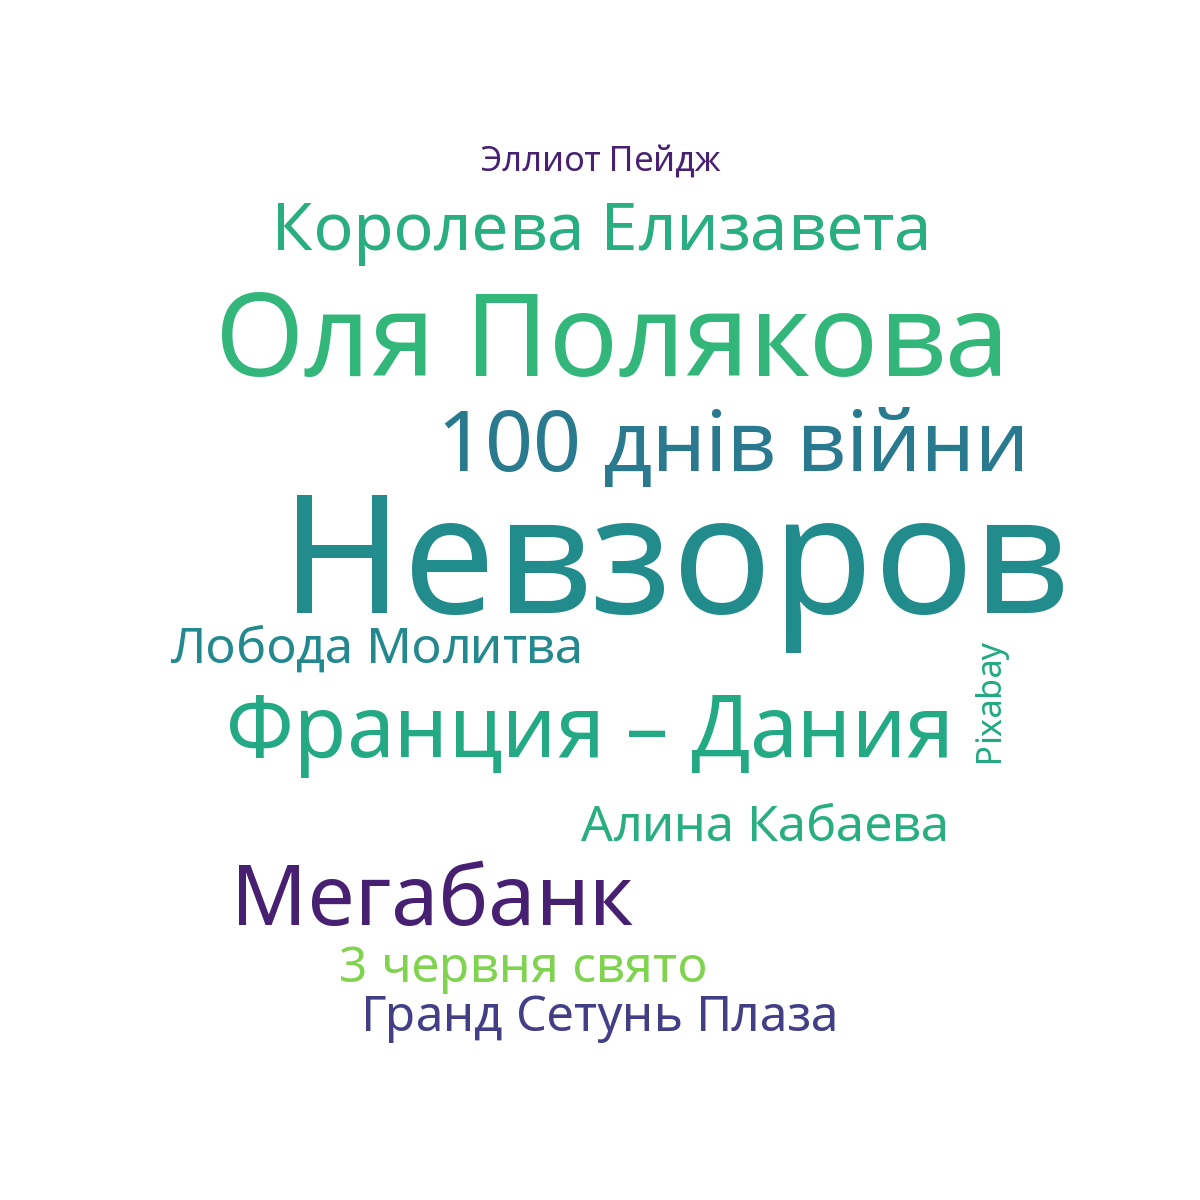 Эллиот Пейдж
Королева Елизавета
Оля Полякова
100 днів війни
Невзоров
Лобода Молитва
Pixabay
Франция – Дания
Алина Кабаева
Мегабанк
3 червня свято
Гранд Сетунь Плаза